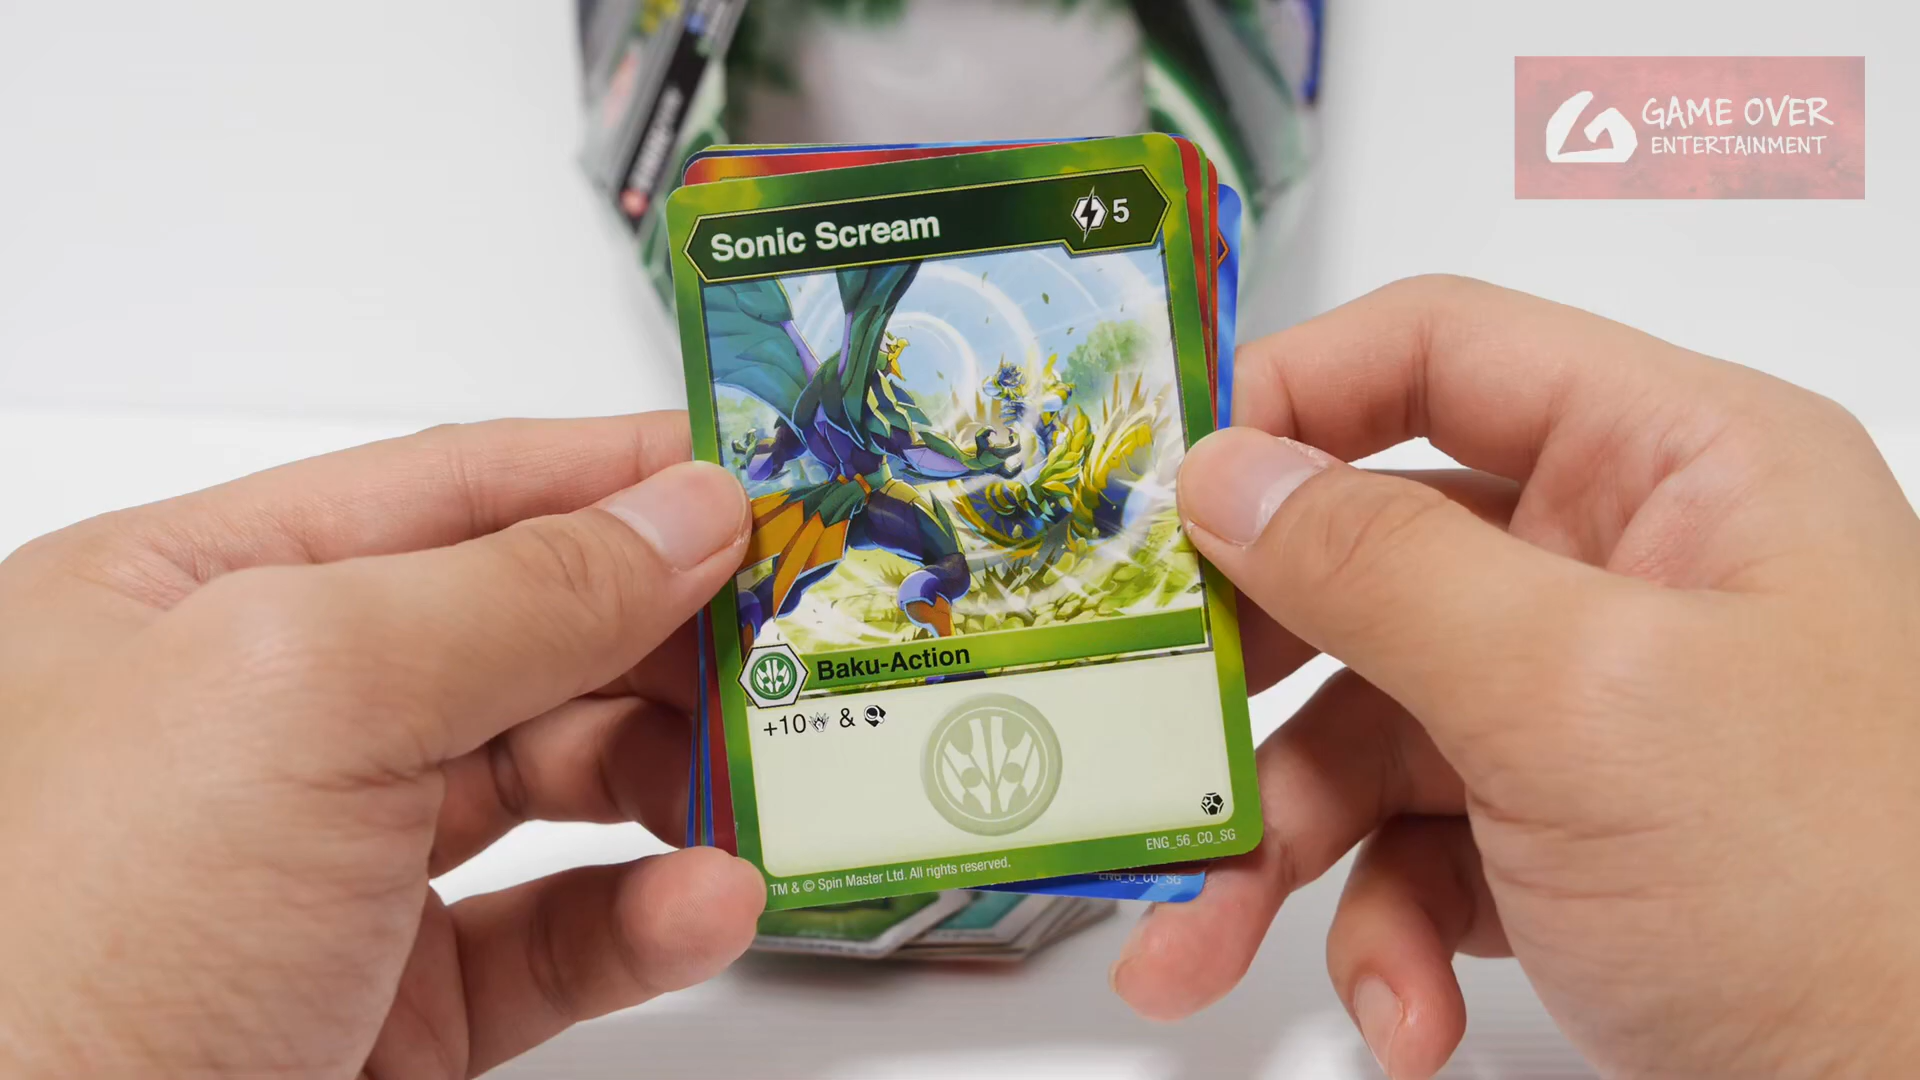 GAME OVER
ENTERTAINMENT
Sonic Scream
5
Baku-Action
+10 &
ENG_56_CO_SG
TM & © Spin Master Ltd. All rights reserved.